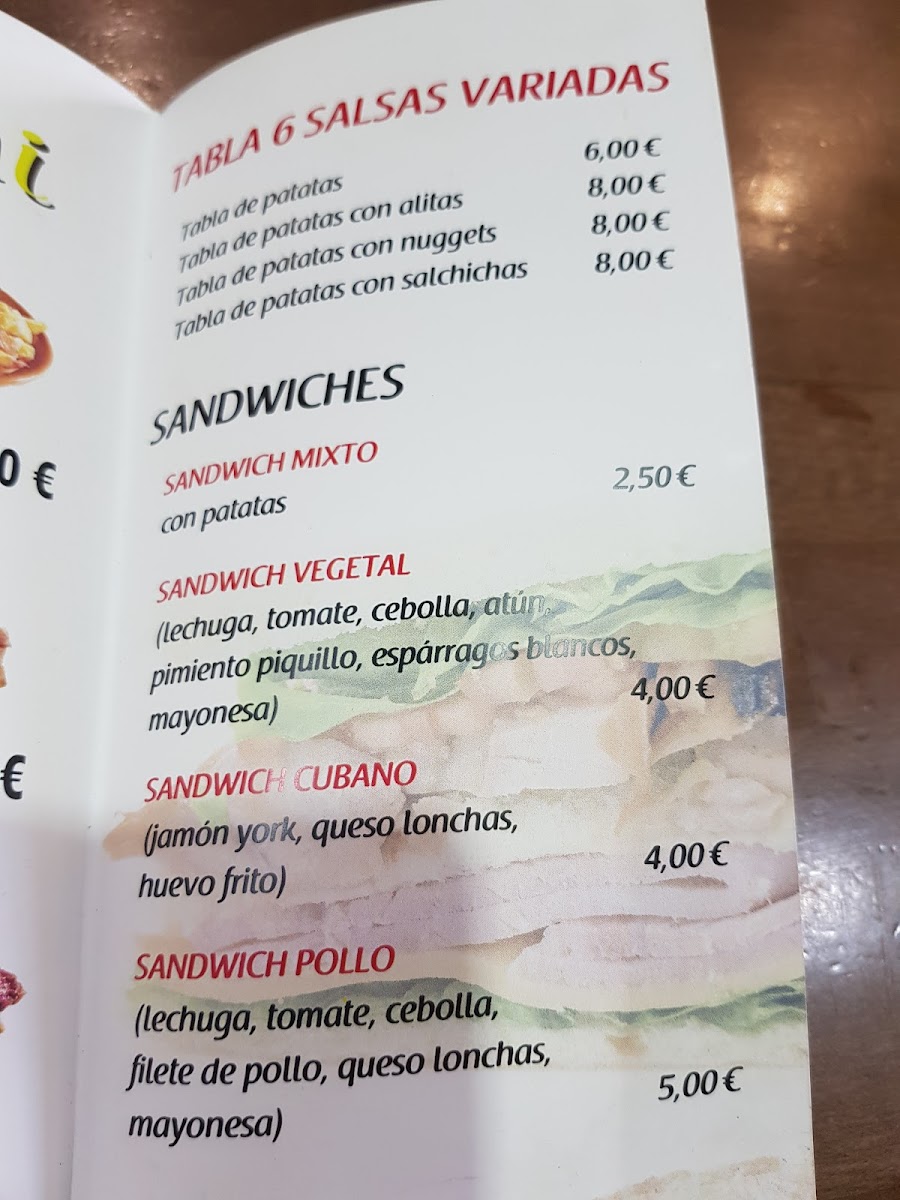 i
0 €
€
TABLA 6 SALSAS VARIADAS
Tabla de patatas 6,00 €
Tabla de patatas con alitas 8,00 €
Tabla de patatas con nuggets 8,00 €
Tabla de patatas con salchichas 8,00 €
SANDWICHES
SANDWICH MIXTO
con patatas 2,50 €
SANDWICH VEGETAL
(lechuga, tomate, cebolla, atún,
pimiento piquillo, espárragos blancos,
mayonesa) 4,00 €
SANDWICH CUBANO
(jamón york, queso lonchas,
huevo frito) 4,00 €
SANDWICH POLLO
(lechuga, tomate, cebolla,
filete de pollo, queso lonchas,
mayonesa) 5,00 €